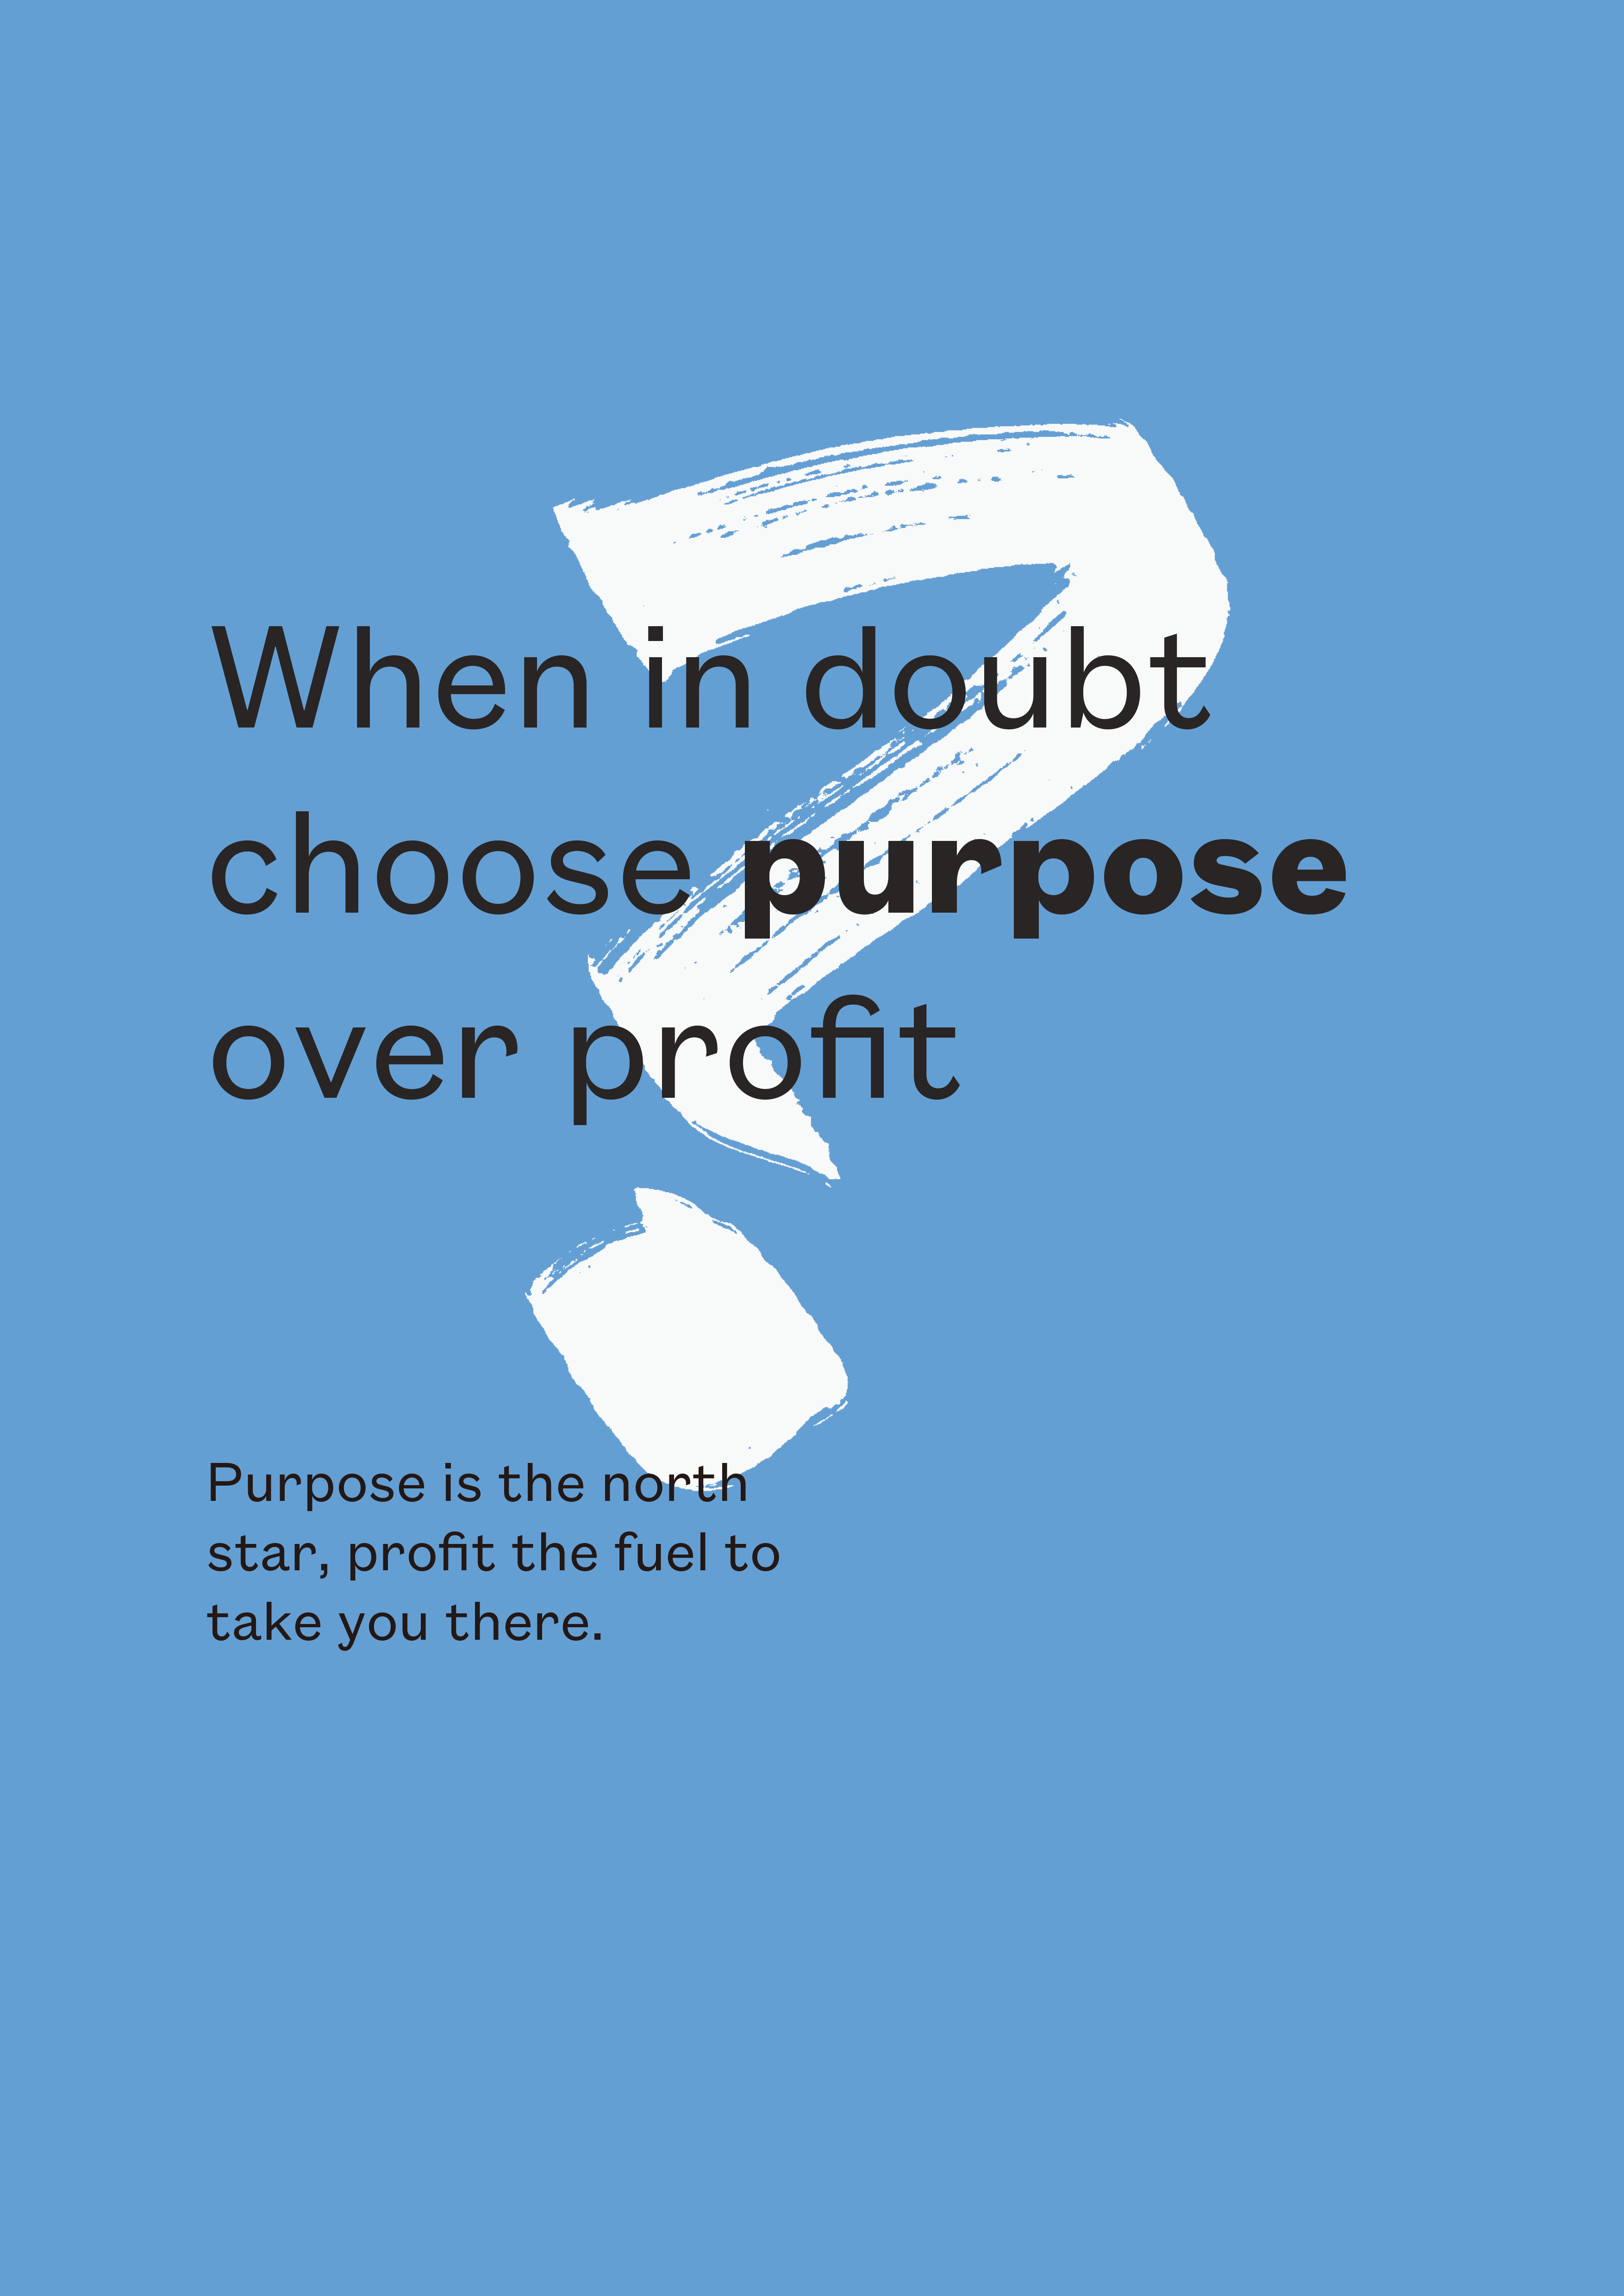 When in doubt
choose purpose
over profit
Purpose is the north
star, profit the fuel to
take you there.